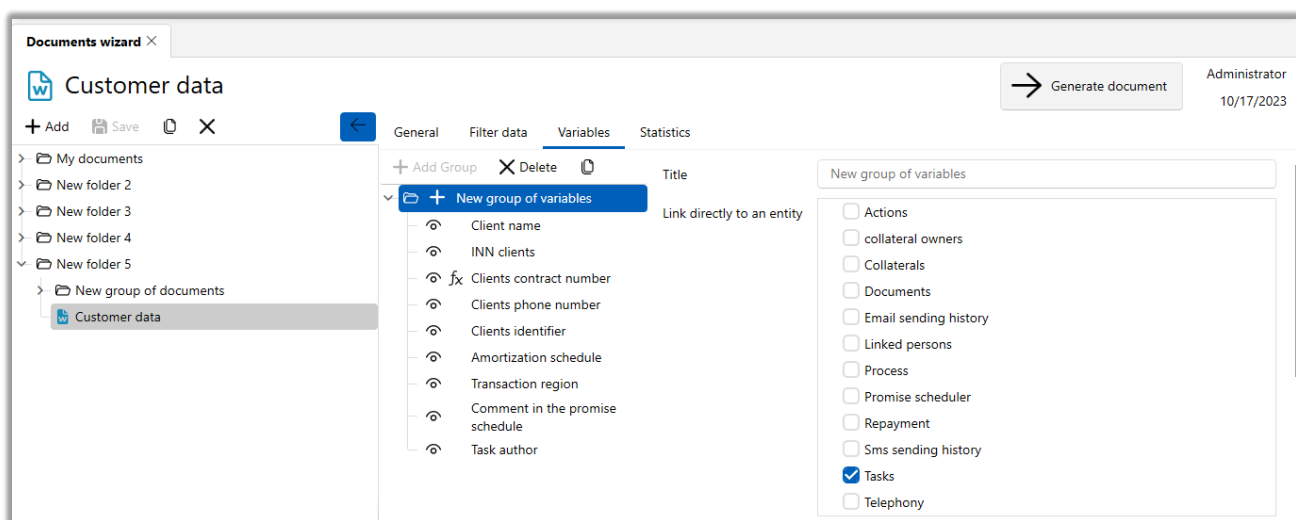 Documents wizard
Customer data
Generate document
Administrator
10/17/2023
Add Save
General Filter data Variables Statistics
My documents
New folder 2
New folder 3
New folder 4
New folder 5
New group of documents
Customer data
Add Group Delete
New group of variables
Client name
INN clients
fx Clients contract number
Clients phone number
Clients identifier
Amortization schedule
Transaction region
Comment in the promise
schedule
Task author
Title New group of variables
Link directly to an entity
Actions
collateral owners
Collaterals
Documents
Email sending history
Linked persons
Process
Promise scheduler
Repayment
Sms sending history
Tasks
Telephony